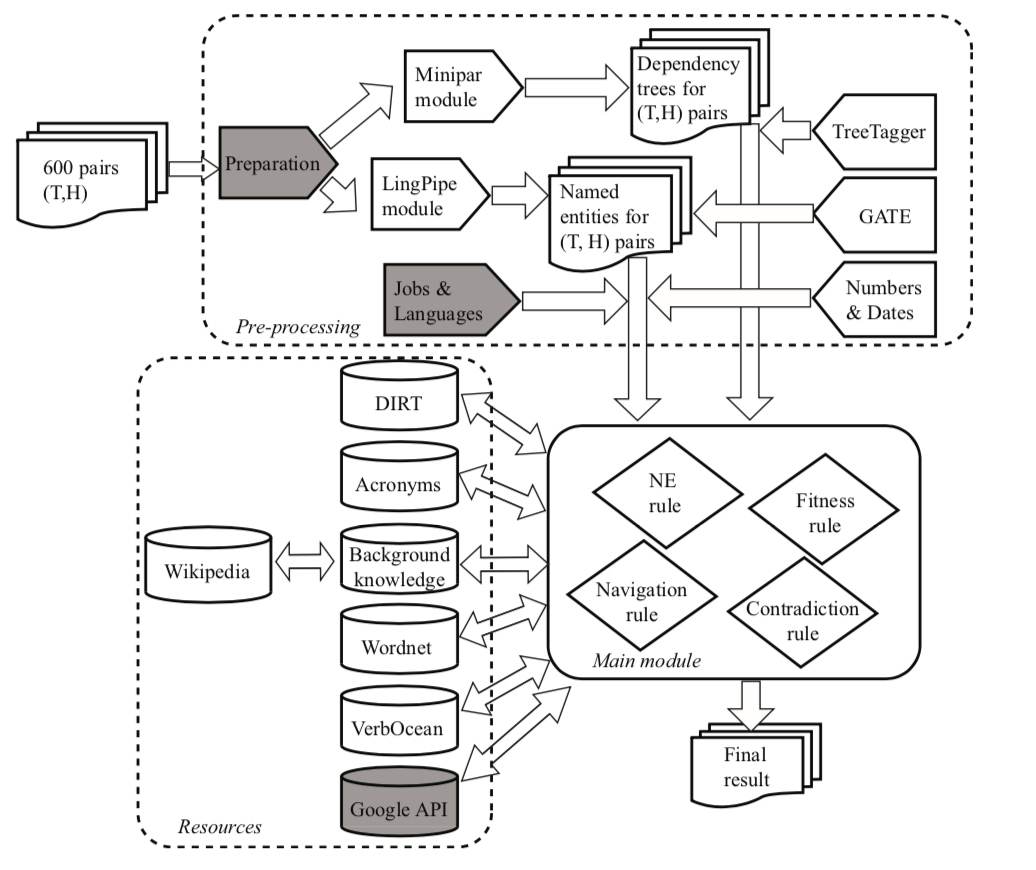 600 pairs
(T,H)
Preparation
Minipar
module
Dependency
trees for
(T,H) pairs
TreeTagger
LingPipe
module
Named
entities for
(T, H) pairs
GATE
Jobs &
Languages
Numbers
& Dates
Pre-processing
DIRT
Acronyms
Background
knowledge
Wikipedia
Wordnet
VerbOcean
Google API
Resources
NE
rule
Fitness
rule
Navigation
rule
Contradiction
rule
Main module
Final
result